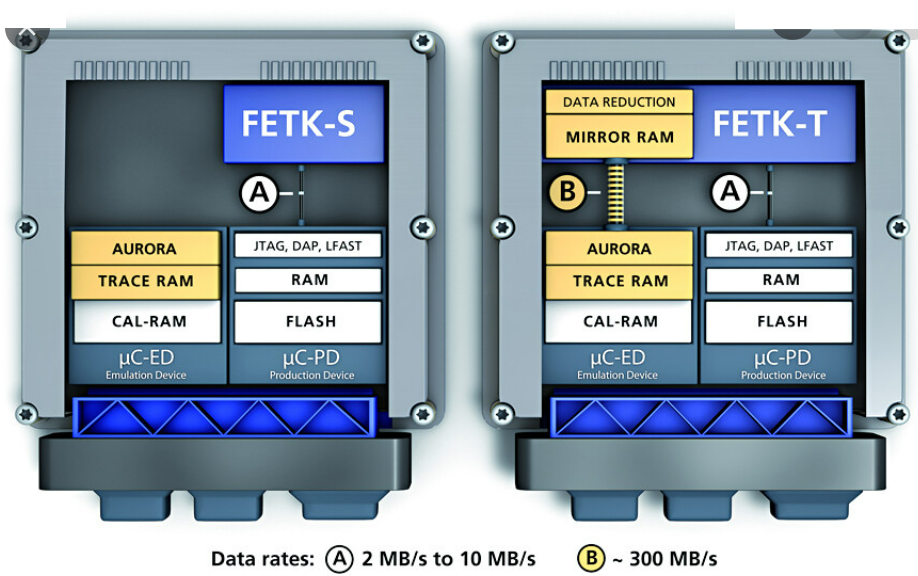 FETK-S
A
AURORA
TRACE RAM
CAL-RAM
µC-ED
Emulation Device
JTAG, DAP, LFAST
RAM
FLASH
µC-PD
Production Device
DATA REDUCTION
MIRROR RAM
FETK-T
B
A
AURORA
TRACE RAM
CAL-RAM
µC-ED
Emulation Device
JTAG, DAP, LFAST
RAM
FLASH
µC-PD
Production Device
Data rates: A 2 MB/s to 10 MB/s B ~ 300 MB/s